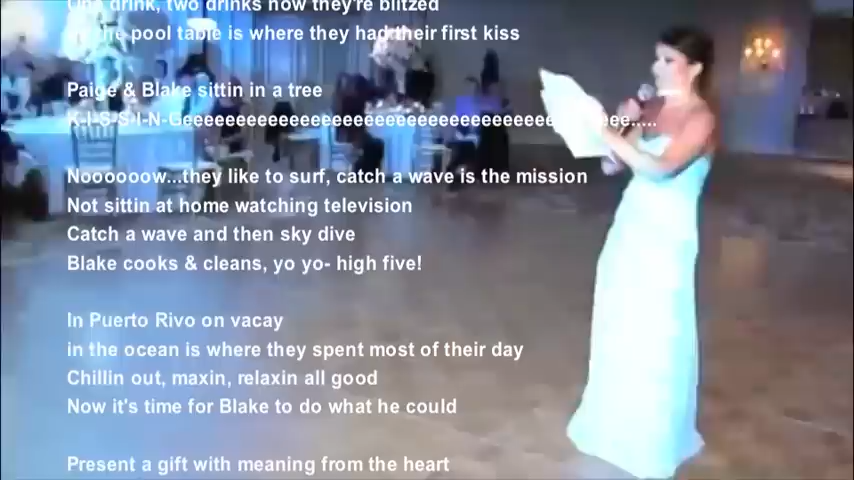 One drink, two drinks now they're blitzed
the pool table is where they had their first kiss
Paige & Blake sittin in a tree
K-I-S-S-I-N-Geeeeeeeeeeeeeeeeeeeeeeeeeeeeeeeeeeeeeeee.....
Noooooow...they like to surf, catch a wave is the mission
Not sittin at home watching television
Catch a wave and then sky dive
Blake cooks & cleans, yo yo- high five!
In Puerto Rivo on vacay
in the ocean is where they spent most of their day
Chillin out, maxin, relaxin all good
Now it's time for Blake to do what he could
Present a gift with meaning from the heart